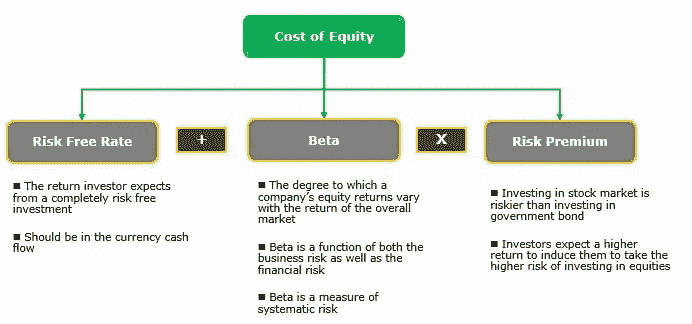 Cost of Equity
Risk Free Rate
+
Beta
X
Risk Premium
■ The return investor expects
from a completely risk free
investment
■ Should be in the currency cash
flow
■ The degree to which a
company's equity returns vary
with the return of the overall
market
■ Beta is a function of both the
business risk as well as the
financial risk
■ Beta is a measure of
systematic risk
■ Investing in stock market is
riskier than investing in
government bond
■ Investors expect a higher
return to induce them to take the
higher risk of investing in equities